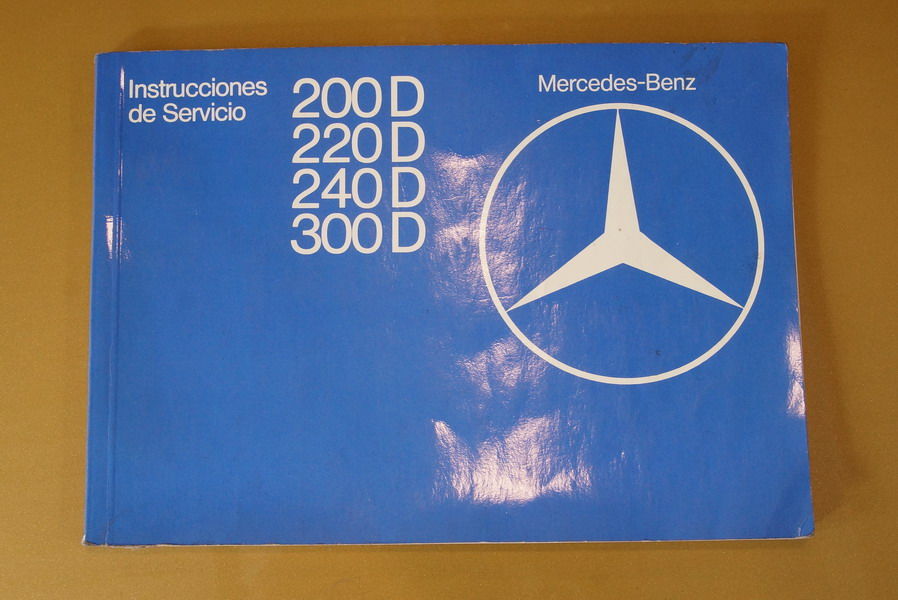 Instrucciones
de Servicio
200 D
220 D
240 D
300 D
Mercedes-Benz